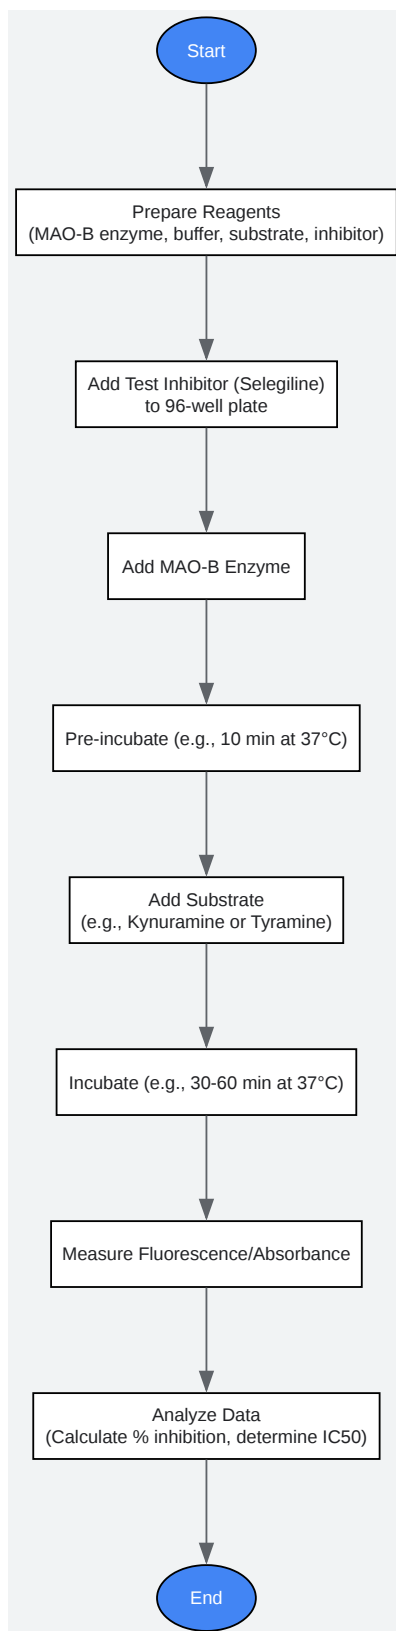 Start
Prepare Reagents
(MAO-B enzyme, buffer, substrate, inhibitor)
Add Test Inhibitor (Selegiline)
to 96-well plate
Add MAO-B Enzyme
Pre-incubate (e.g., 10 min at 37°C)
Add Substrate
(e.g., Kynuramine or Tyramine)
Incubate (e.g., 30-60 min at 37°C)
Measure Fluorescence/Absorbance
Analyze Data
(Calculate % inhibition, determine IC50)
End